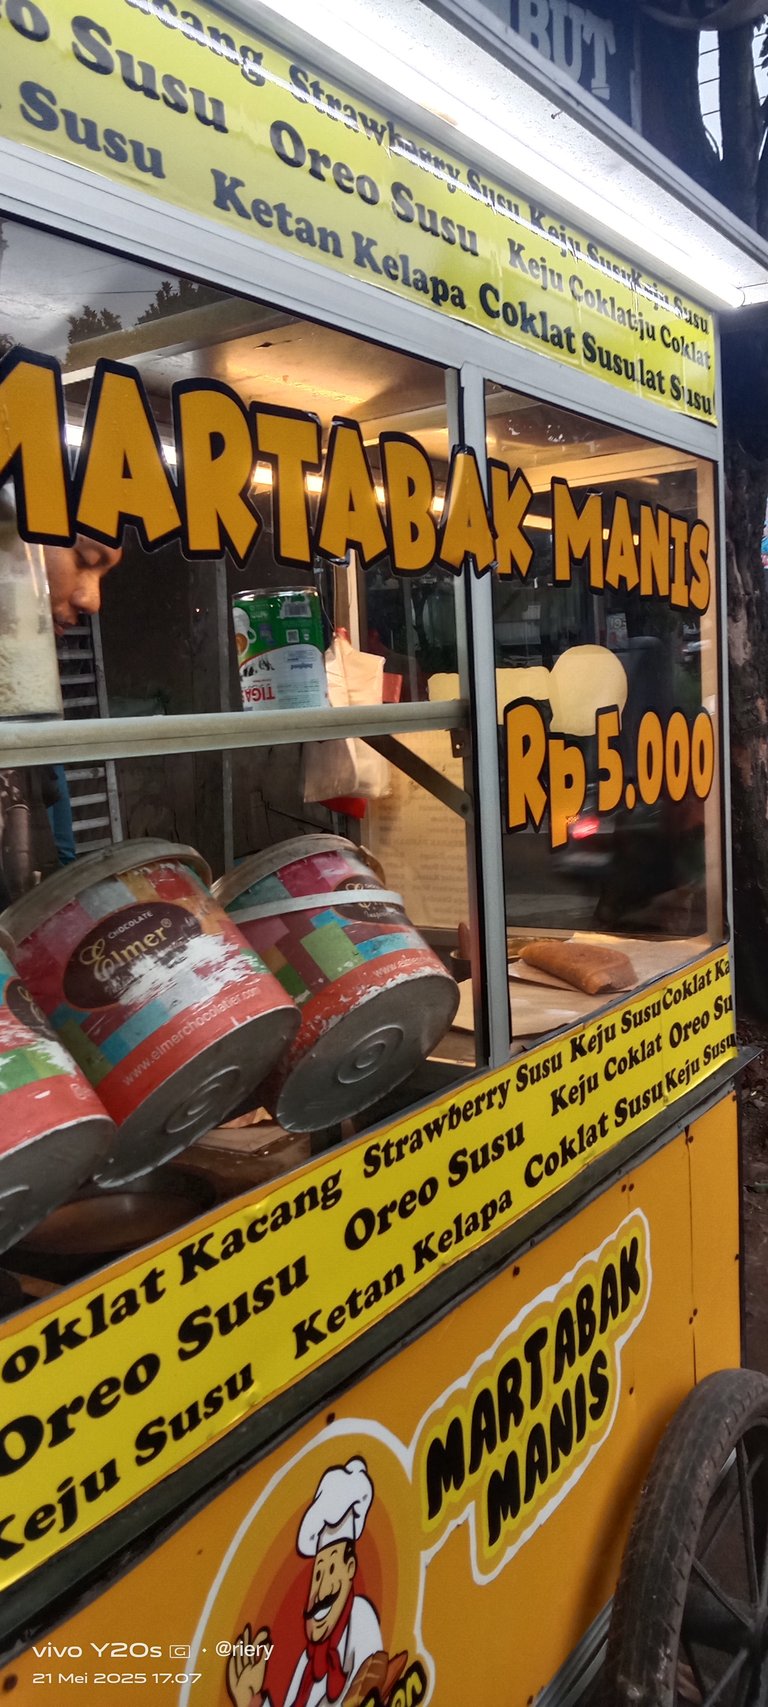 BUT
Kacang Strawberry Susu Keju Susu Keju Susu
Susu Oreo Susu Keju Coklat ju Coklat
Susu Ketan Kelapa Coklat Susu lat Susu
MARTABAK MANIS
TIGA
Rp 5.000
CHOCOLATE
Elmer®
www.elmerchocolatier.com
Coklat Kacang Strawberry Susu Keju Susu Coklat Ka
Oreo Susu Oreo Susu Keju Coklat Oreo Su
Keju Susu Ketan Kelapa Coklat Susu Keju Susu
MARTABAK
MANIS
vivo Y20s G · @riery
21 Mei 2025 17.07